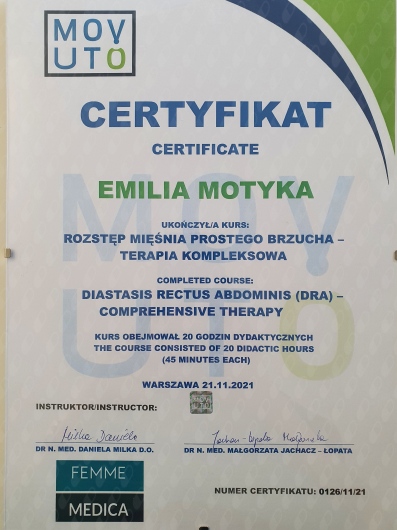 MOV
UTO
CERTYFIKAT
CERTIFICATE
EMILIA MOTYKA
UKOŃCZYŁ/A KURS:
ROZSTĘP MIĘŚNIA PROSTEGO BRZUCHA –
TERAPIA KOMPLEKSOWA
COMPLETED COURSE:
DIASTASIS RECTUS ABDOMINIS (DRA) –
COMPREHENSIVE THERAPY
KURS OBEJMOWAŁ 20 GODZIN DYDAKTYCZNYCH
THE COURSE CONSISTED OF 20 DIDACTIC HOURS
(45 MINUTES EACH)
WARSZAWA 21.11.2021
INSTRUKTOR/INSTRUCTOR:
DR N. MED. DANIELA MILKA D.O.
DR N. MED. MAŁGORZATA JACHACZ – ŁOPATA
FEMME
MEDICA
NUMER CERTYFIKATU: 0126/11/21